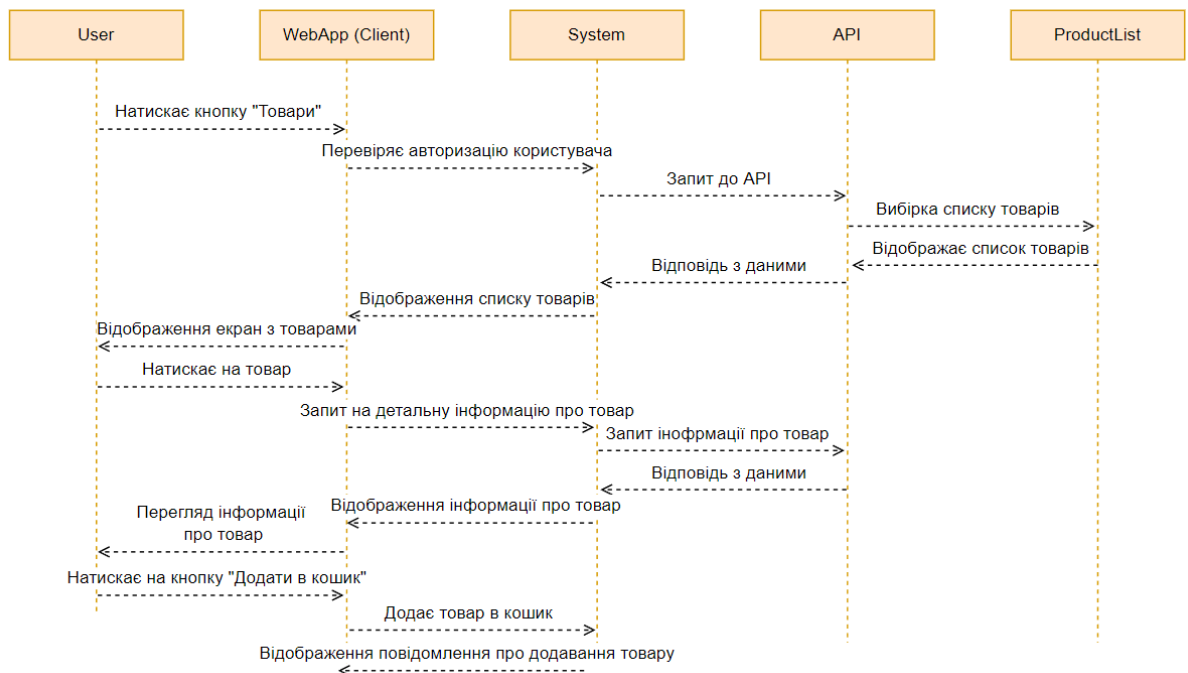 User
WebApp (Client)
System
API
ProductList
Натискає кнопку "Товари"
Перевіряє авторизацію користувача
Запит до API
Вибірка списку товарів
Відображає список товарів
Відповідь з даними
Відображення списку товарів
Відображення екран з товарами
Натискає на товар
Запит на детальну інформацію про товар
Запит інофрмації про товар
Відповідь з даними
Відображення інформації про товар
Перегляд інформації
про товар
Натискає на кнопку "Додати в кошик"
Додає товар в кошик
Відображення повідомлення про додавання товару